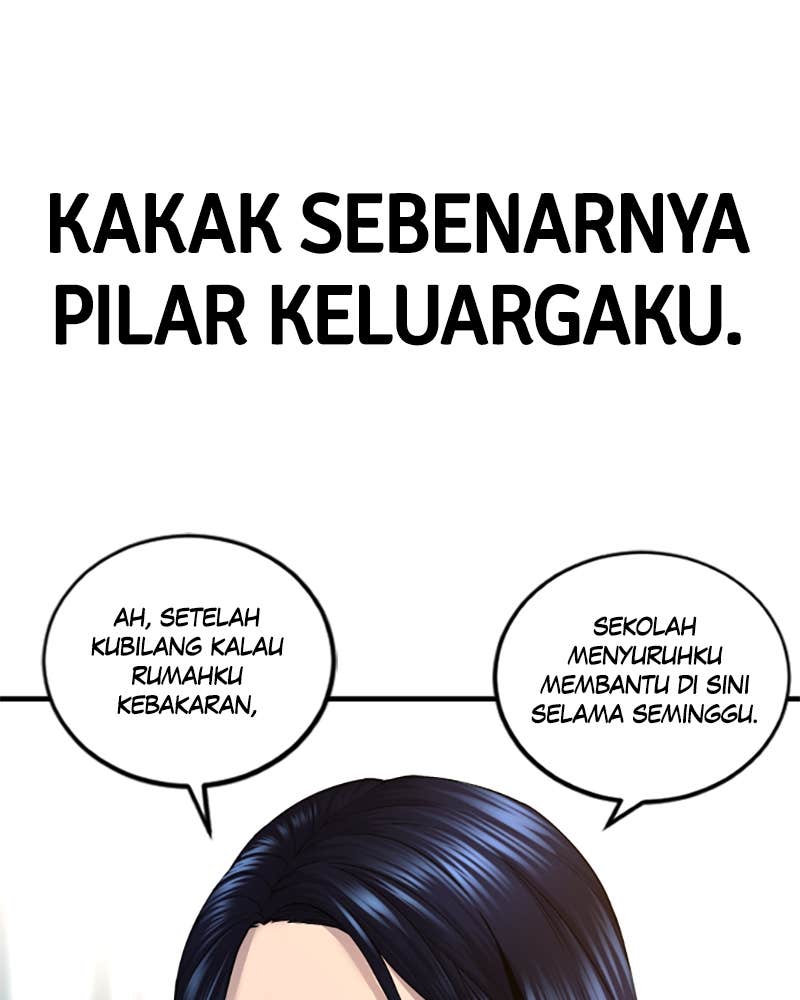 KAKAK SEBENARNYA
PILAR KELUARGAKU.
AH, SETELAH
KUBILANG KALAU
RUMAHKU
KEBAKARAN,
SEKOLAH
MENYURUHKU
MEMBANTU DI SINI
SELAMA SEMINGGU.